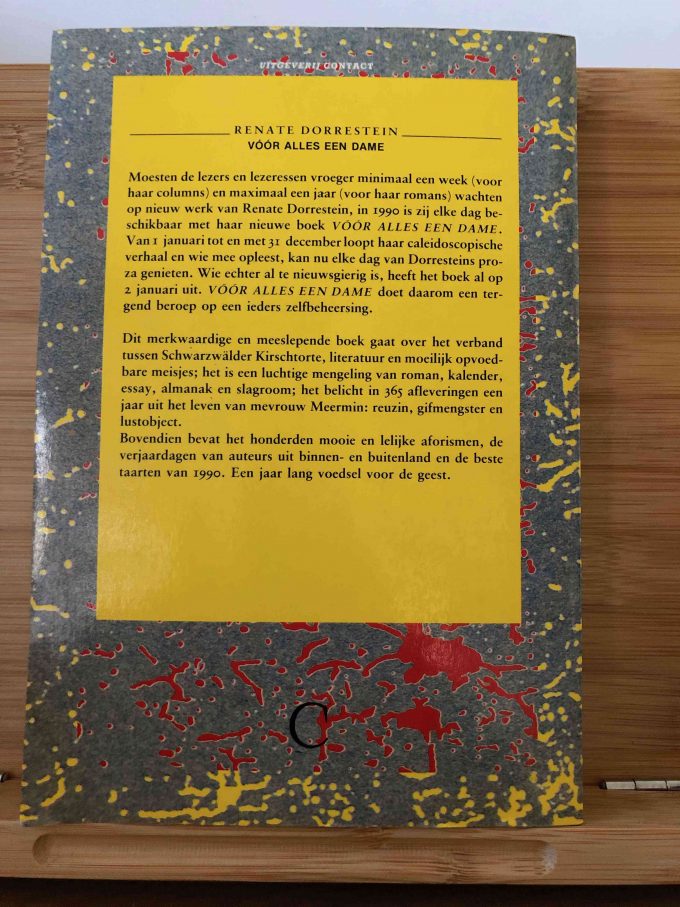 UITGEVERIJ CONTACT
RENATE DORRESTEIN
VÓÓR ALLES EEN DAME
Moesten de lezers en lezeressen vroeger minimaal een week (voor
haar columns) en maximaal een jaar (voor haar romans) wachten
op nieuw werk van Renate Dorrestein, in 1990 is zij elke dag be-
schikbaar met haar nieuwe boek VÓÓR ALLES EEN DAME.
Van 1 januari tot en met 31 december loopt haar caleidoscopische
verhaal en wie mee opleest, kan nu elke dag van Dorresteins pro-
za genieten. Wie echter al te nieuwsgierig is, heeft het boek al op
2 januari uit. VÓÓR ALLES EEN DAME doet daarom een ter-
gend beroep op een ieders zelfbeheersing.
Dit merkwaardige en meeslepende boek gaat over het verband
tussen Schwarzwälder Kirschtorte, literatuur en moeilijk opvoed-
bare meisjes; het is een luchtige mengeling van roman, kalender,
essay, almanak en slagroom; het belicht in 365 afleveringen een
jaar uit het leven van mevrouw Meermin: reuzin, gifmengster en
lustobject.
Bovendien bevat het honderden mooie en lelijke aforismen, de
verjaardagen van auteurs uit binnen- en buitenland en de beste
taarten van 1990. Een jaar lang voedsel voor de geest.
C